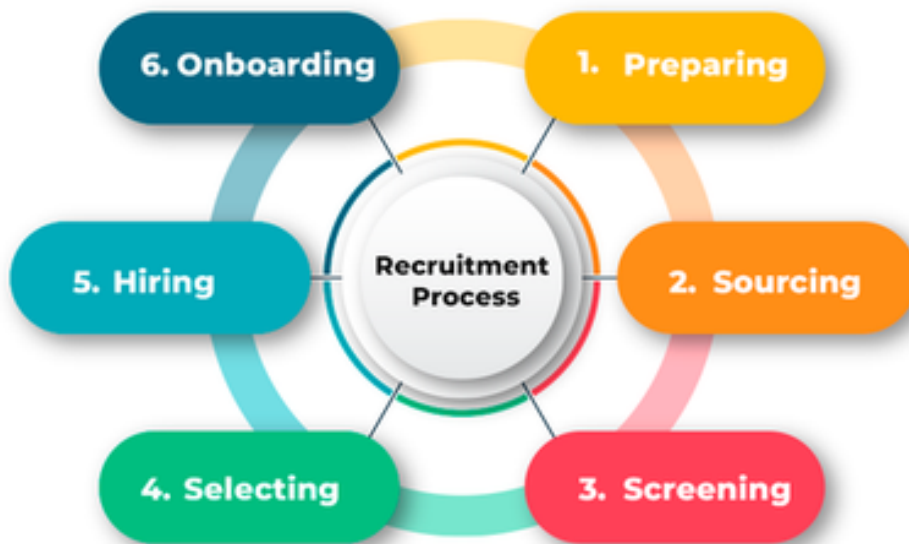 6. Onboarding
1. Preparing
5. Hiring
Recruitment
Process
2. Sourcing
4. Selecting
3. Screening